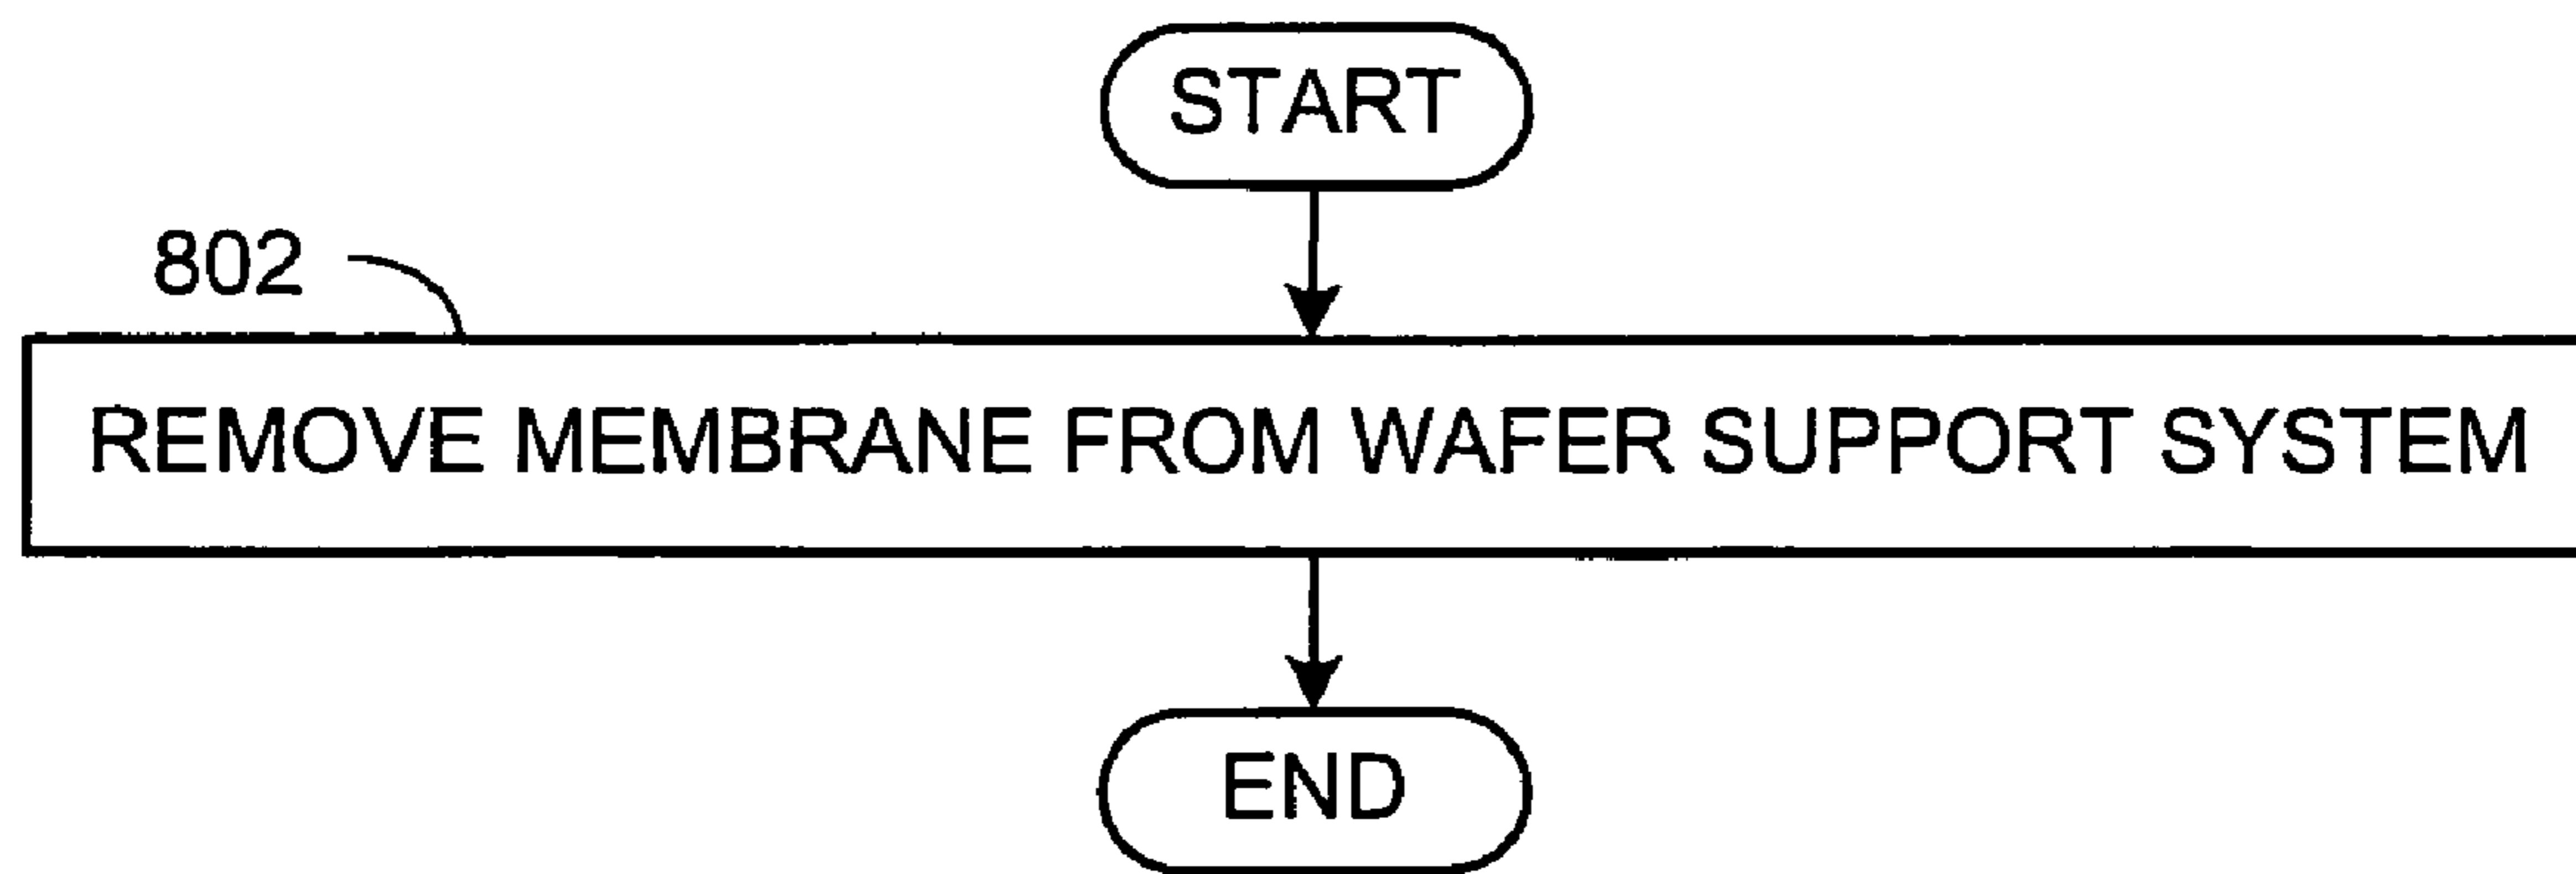 START
802
REMOVE MEMBRANE FROM WAFER SUPPORT SYSTEM
END